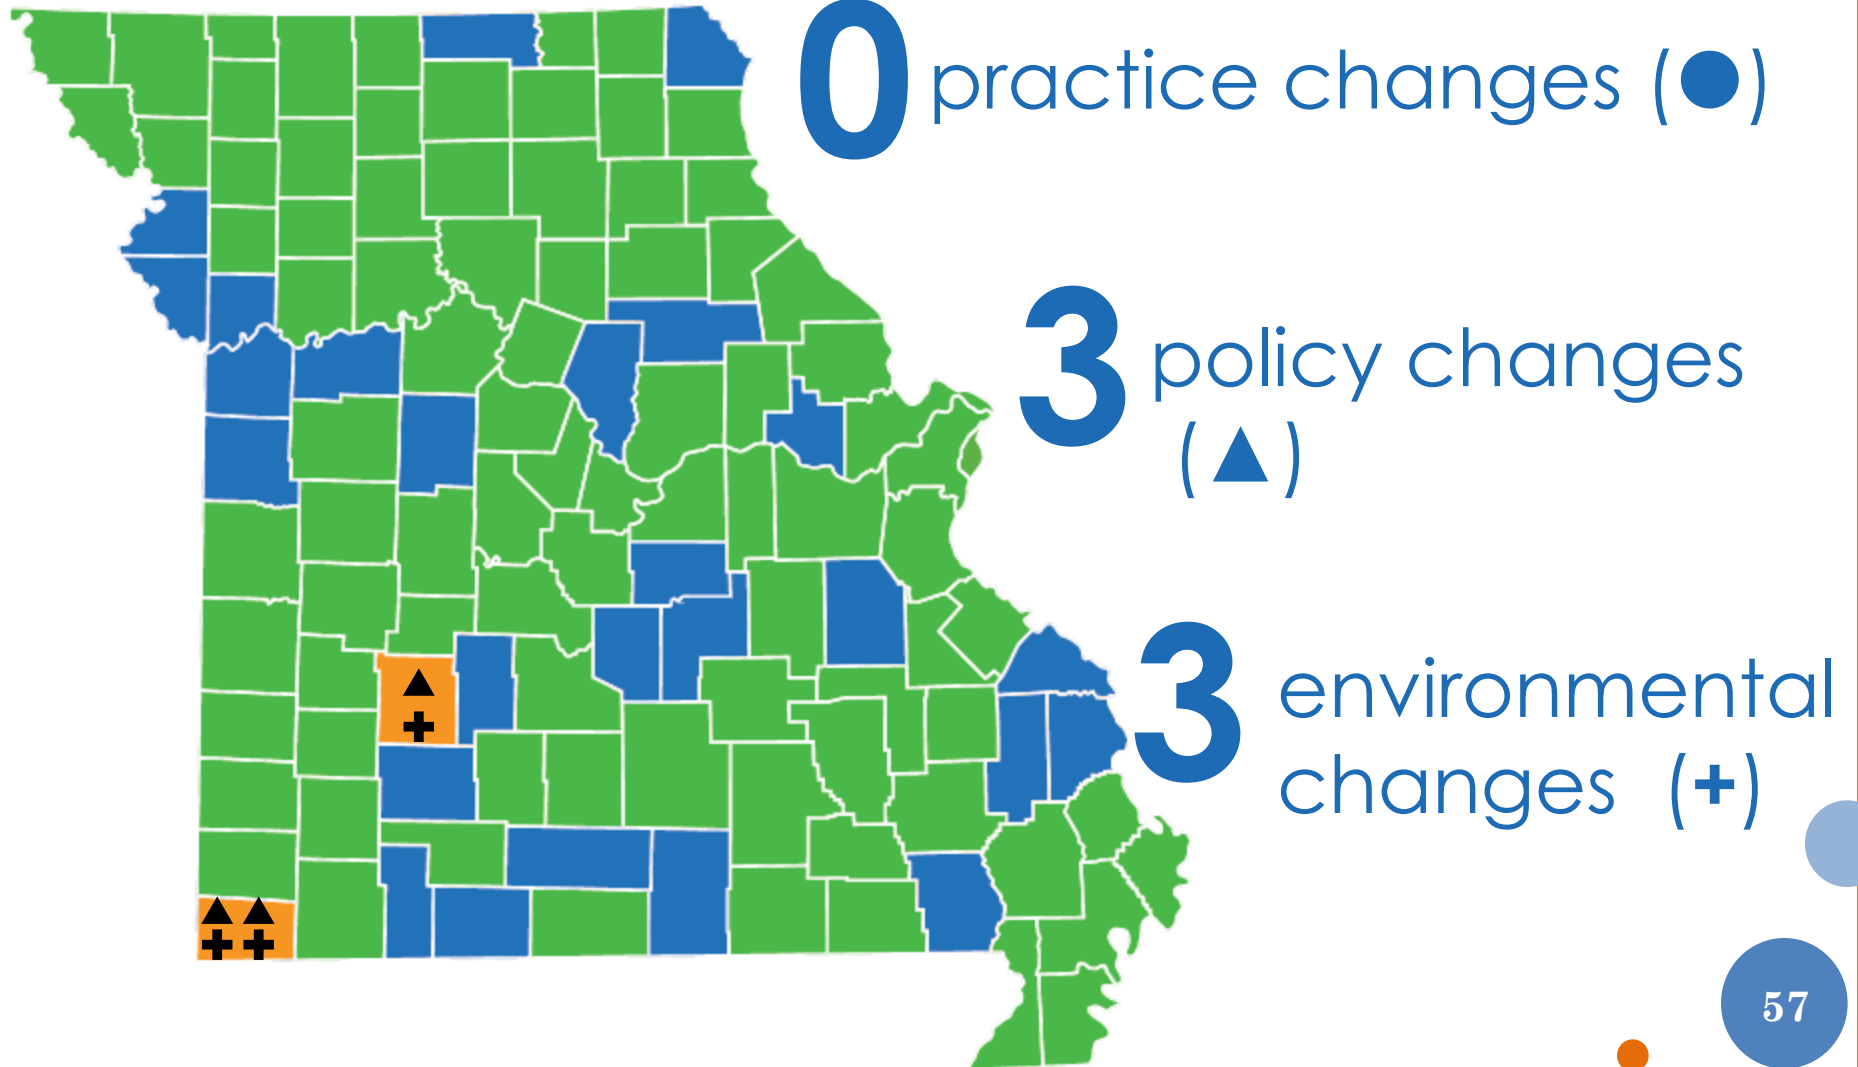 0 practice changes (●)
3 policy changes
(▲)
3 environmental
changes (+)
57